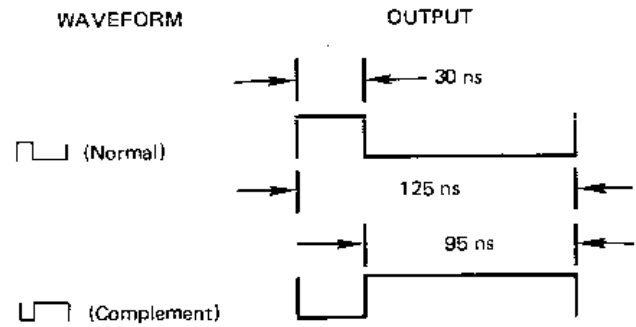 WAVEFORM OUTPUT
30 ns
(Normal)
125 ns
95 ns
(Complement)